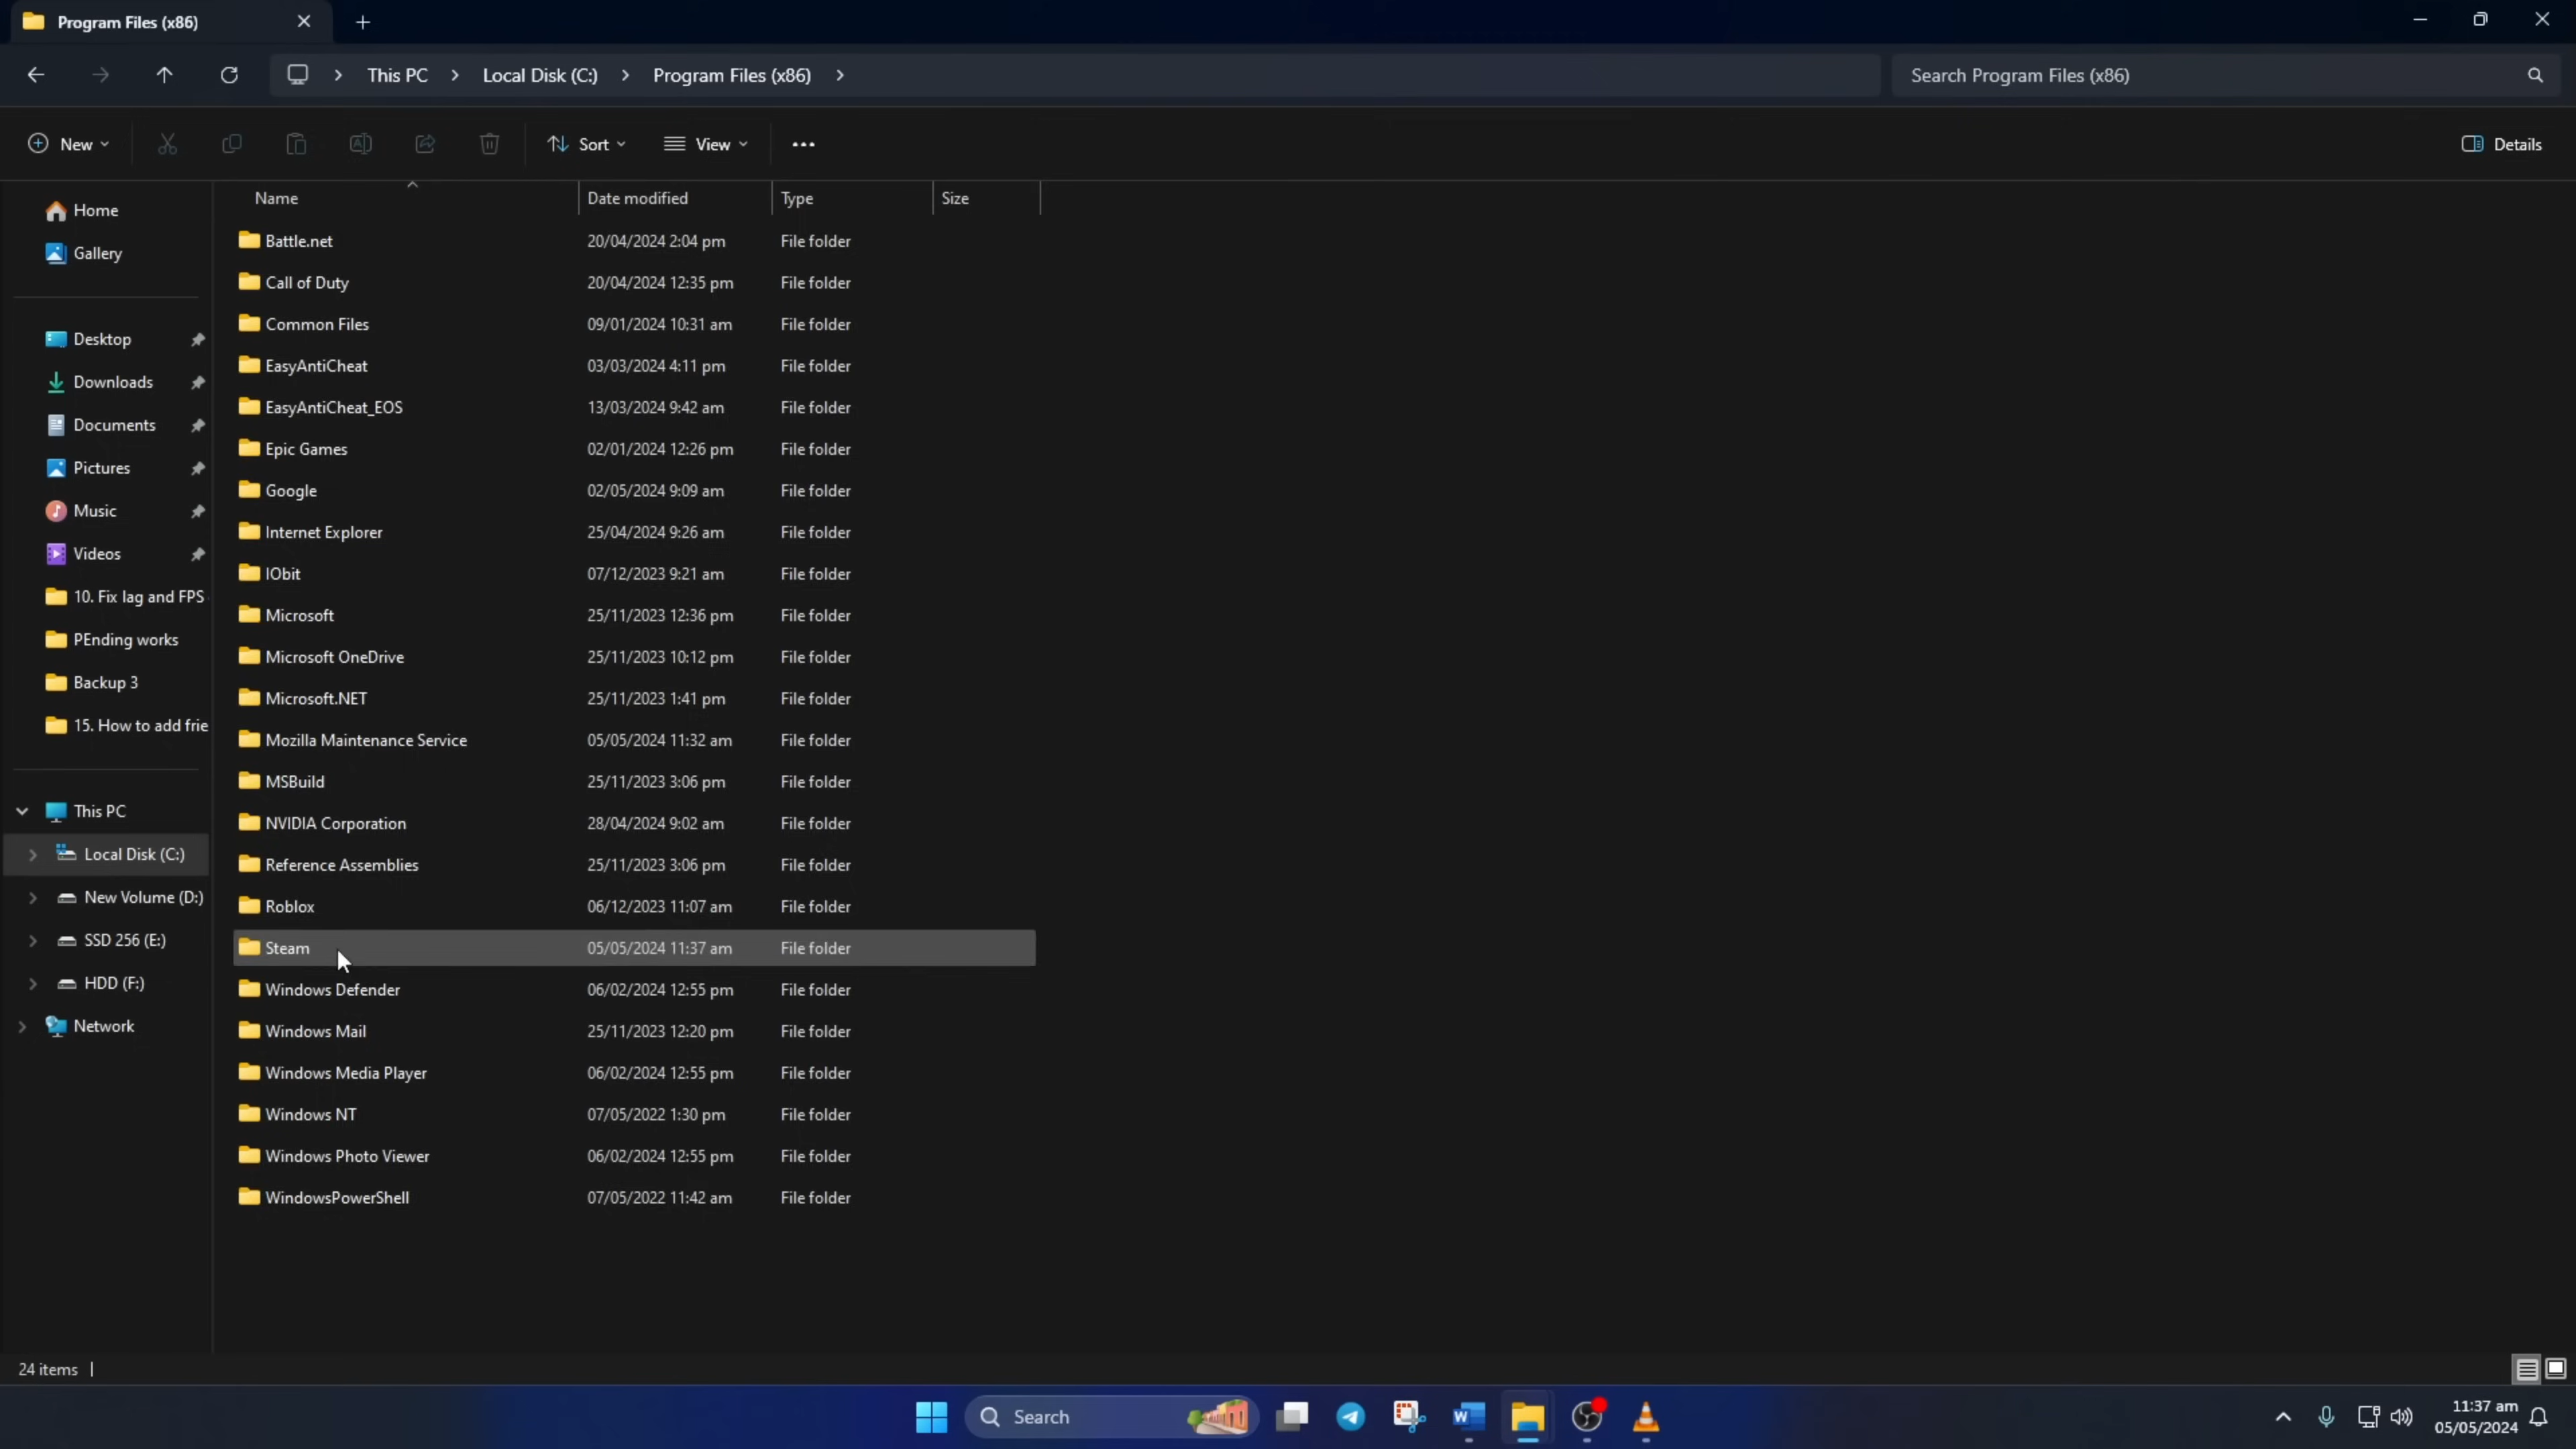 Program Files (x86)
This PC > Local Disk (C:) > Program Files (x86) >
Search Program Files (x86)
New
Sort
View
Details
Name Date modified Type Size
Home
Gallery
Desktop
Downloads
Documents
Pictures
Music
Videos
10. Fix lag and FPS
PEnding works
Backup 3
15. How to add frie
This PC
Local Disk (C:)
New Volume (D:)
SSD 256 (E:)
HDD (F:)
Network
Battle.net 20/04/2024 2:04 pm File folder
Call of Duty 20/04/2024 12:35 pm File folder
Common Files 09/01/2024 10:31 am File folder
EasyAntiCheat 03/03/2024 4:11 pm File folder
EasyAntiCheat_EOS 13/03/2024 9:42 am File folder
Epic Games 02/01/2024 12:26 pm File folder
Google 02/05/2024 9:09 am File folder
Internet Explorer 25/04/2024 9:26 am File folder
IObit 07/12/2023 9:21 am File folder
Microsoft 25/11/2023 12:36 pm File folder
Microsoft OneDrive 25/11/2023 10:12 pm File folder
Microsoft.NET 25/11/2023 1:41 pm File folder
Mozilla Maintenance Service 05/05/2024 11:32 am File folder
MSBuild 25/11/2023 3:06 pm File folder
NVIDIA Corporation 28/04/2024 9:02 am File folder
Reference Assemblies 25/11/2023 3:06 pm File folder
Roblox 06/12/2023 11:07 am File folder
Steam 05/05/2024 11:37 am File folder
Windows Defender 06/02/2024 12:55 pm File folder
Windows Mail 25/11/2023 12:20 pm File folder
Windows Media Player 06/02/2024 12:55 pm File folder
Windows NT 07/05/2022 1:30 pm File folder
Windows Photo Viewer 06/02/2024 12:55 pm File folder
WindowsPowerShell 07/05/2022 11:42 am File folder
24 items
Search
11:37 am
05/05/2024